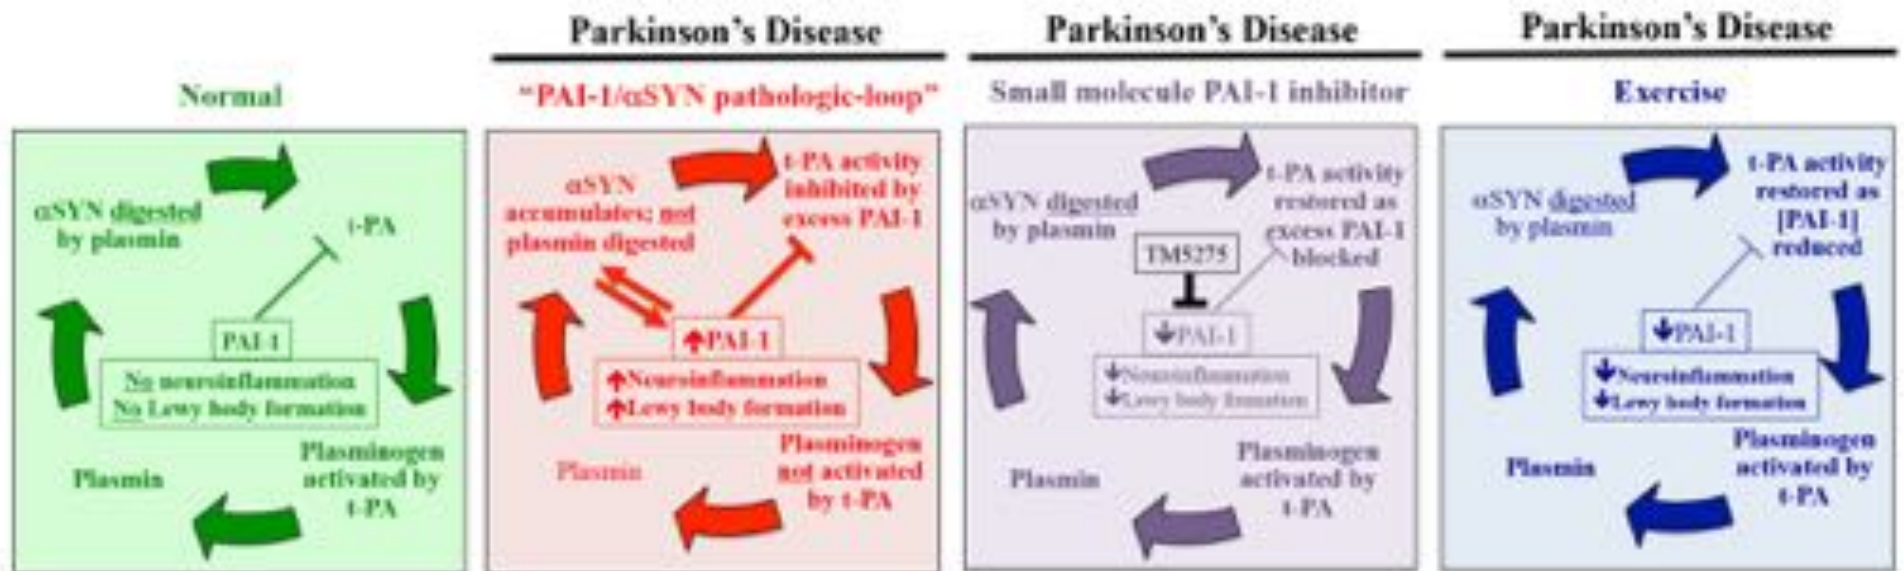 Parkinson's Disease
Parkinson's Disease
Parkinson's Disease
Normal
"PAI-1/αSYN pathologic-loop"
Small molecule PAI-1 inhibitor
Exercise
αSYN digested
by plasmin
t-PA
PAI-1
No neuroinflammation
No Lewy body formation
Plasminogen
activated by
t-PA
Plasmin
αSYN
accumulates; not
plasmin digested
t-PA activity
inhibited by
excess PAI-1
↑PAI-1
↑Neuroinflammation
↑Lewy body formation
Plasminogen
not activated
by t-PA
Plasmin
αSYN digested
by plasmin
t-PA activity
restored as
excess PAI-1
blocked
TM5275
↓PAI-1
↓Neuroinflammation
↓Lewy body formation
Plasminogen
activated by
t-PA
Plasmin
αSYN digested
by plasmin
t-PA activity
restored as
[PAI-1]
reduced
↓PAI-1
↓Neuroinflammation
↓Lewy body formation
Plasminogen
activated by
t-PA
Plasmin